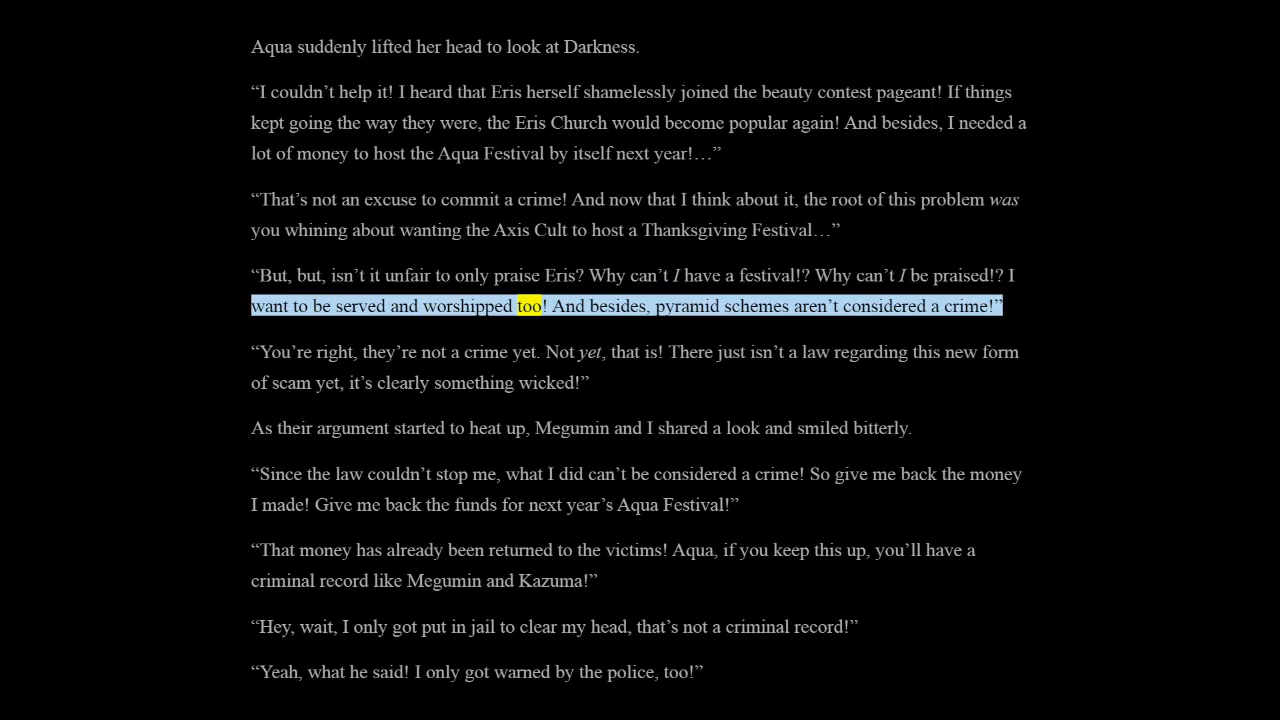 Aqua suddenly lifted her head to look at Darkness.
“I couldn’t help it! I heard that Eris herself shamelessly joined the beauty contest pageant! If things
kept going the way they were, the Eris Church would become popular again! And besides, I needed a
lot of money to host the Aqua Festival by itself next year!…”
“That’s not an excuse to commit a crime! And now that I think about it, the root of this problem was
you whining about wanting the Axis Cult to host a Thanksgiving Festival…”
“But, but, isn’t it unfair to only praise Eris? Why can’t I have a festival!? Why can’t I be praised!? I
want to be served and worshipped too! And besides, pyramid schemes aren’t considered a crime!”
“You’re right, they’re not a crime yet. Not yet, that is! There just isn’t a law regarding this new form
of scam yet, it’s clearly something wicked!”
As their argument started to heat up, Megumin and I shared a look and smiled bitterly.
“Since the law couldn’t stop me, what I did can’t be considered a crime! So give me back the money
I made! Give me back the funds for next year’s Aqua Festival!”
“That money has already been returned to the victims! Aqua, if you keep this up, you’ll have a
criminal record like Megumin and Kazuma!”
“Hey, wait, I only got put in jail to clear my head, that’s not a criminal record!”
“Yeah, what he said! I only got warned by the police, too!”